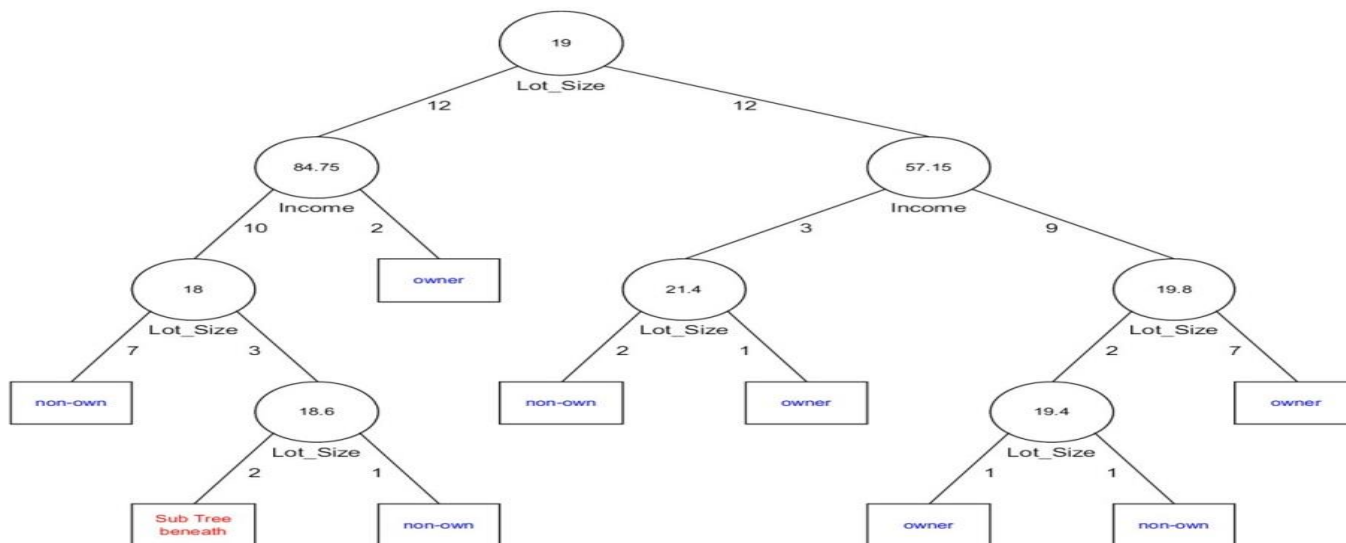 19
Lot_Size
12 12
84.75 57.15
Income Income
10 2 3 9
18 owner 21.4 19.8
Lot_Size Lot_Size Lot_Size
7 3 2 1 2 7
non-own 18.6 non-own owner 19.4 owner
Lot_Size Lot_Size
2 1 1 1
Sub Tree
beneath
non-own owner non-own